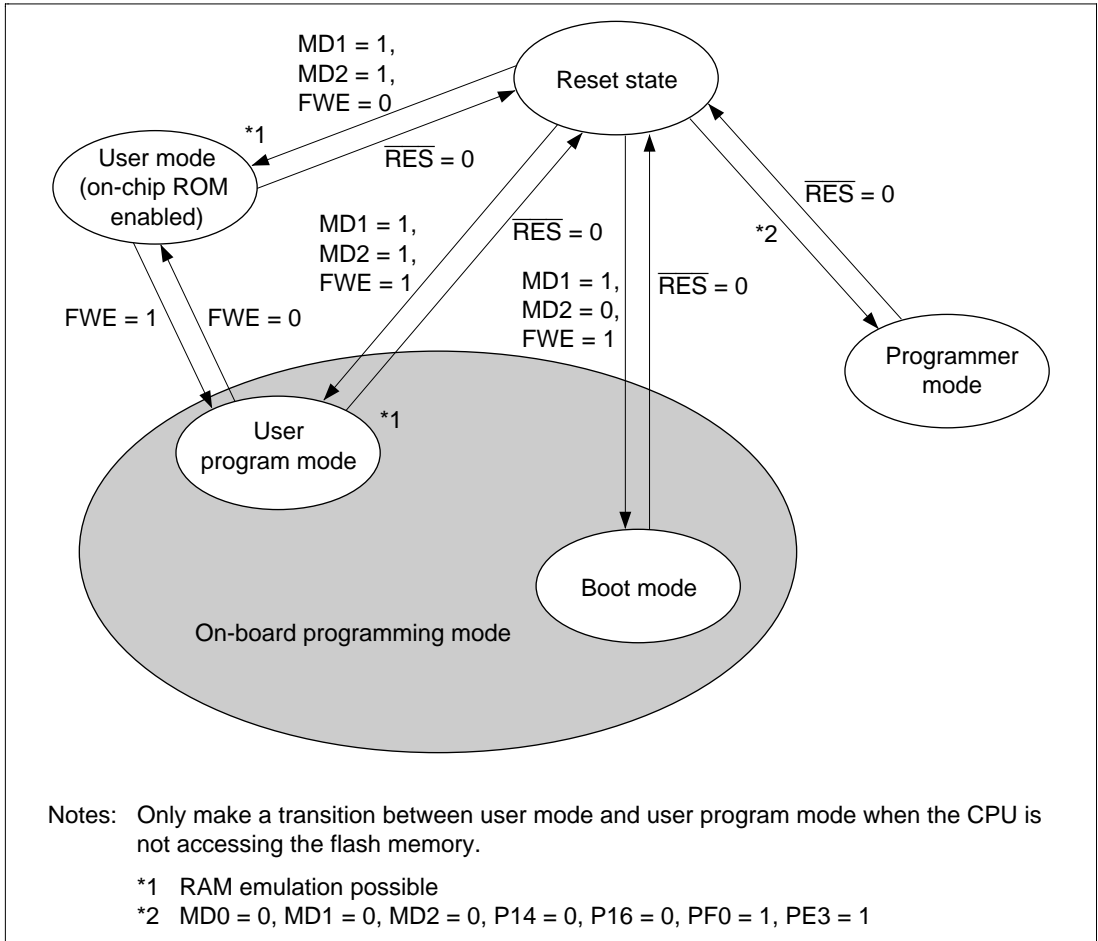 MD1 = 1,
MD2 = 1,
FWE = 0
Reset state
*1
User mode
(on-chip ROM
enabled)
RES = 0
MD1 = 1,
MD2 = 1,
FWE = 1
RES = 0
*2
RES = 0
MD1 = 1,
MD2 = 0,
FWE = 1
RES = 0
FWE = 1
FWE = 0
Programmer
mode
User
program mode
*1
Boot mode
On-board programming mode
Notes: Only make a transition between user mode and user program mode when the CPU is
not accessing the flash memory.
*1 RAM emulation possible
*2 MD0 = 0, MD1 = 0, MD2 = 0, P14 = 0, P16 = 0, PF0 = 1, PE3 = 1